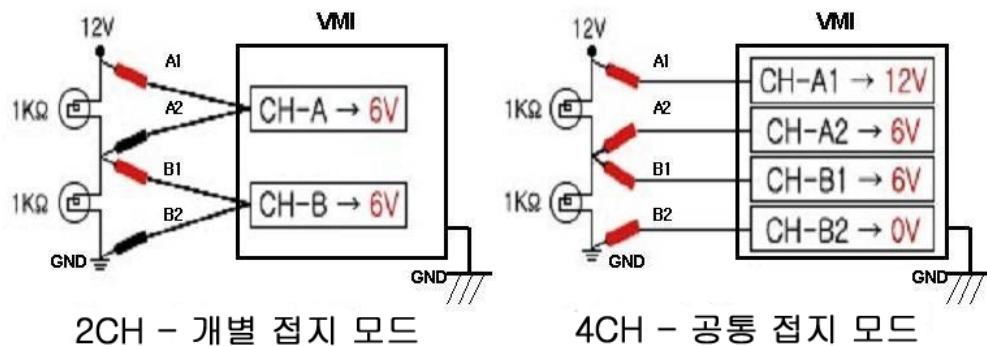 VMI
12V
A1
CH-A → 6V
A2
1KΩ
B1
CH-B → 6V
1KΩ
B2
GND
GND
2CH - 개별 접지 모드
VMI
12V
A1
CH-A1 → 12V
A2
1KΩ
CH-A2 → 6V
B1
CH-B1 → 6V
1KΩ
B2
CH-B2 → 0V
GND
GND
4CH - 공통 접지 모드